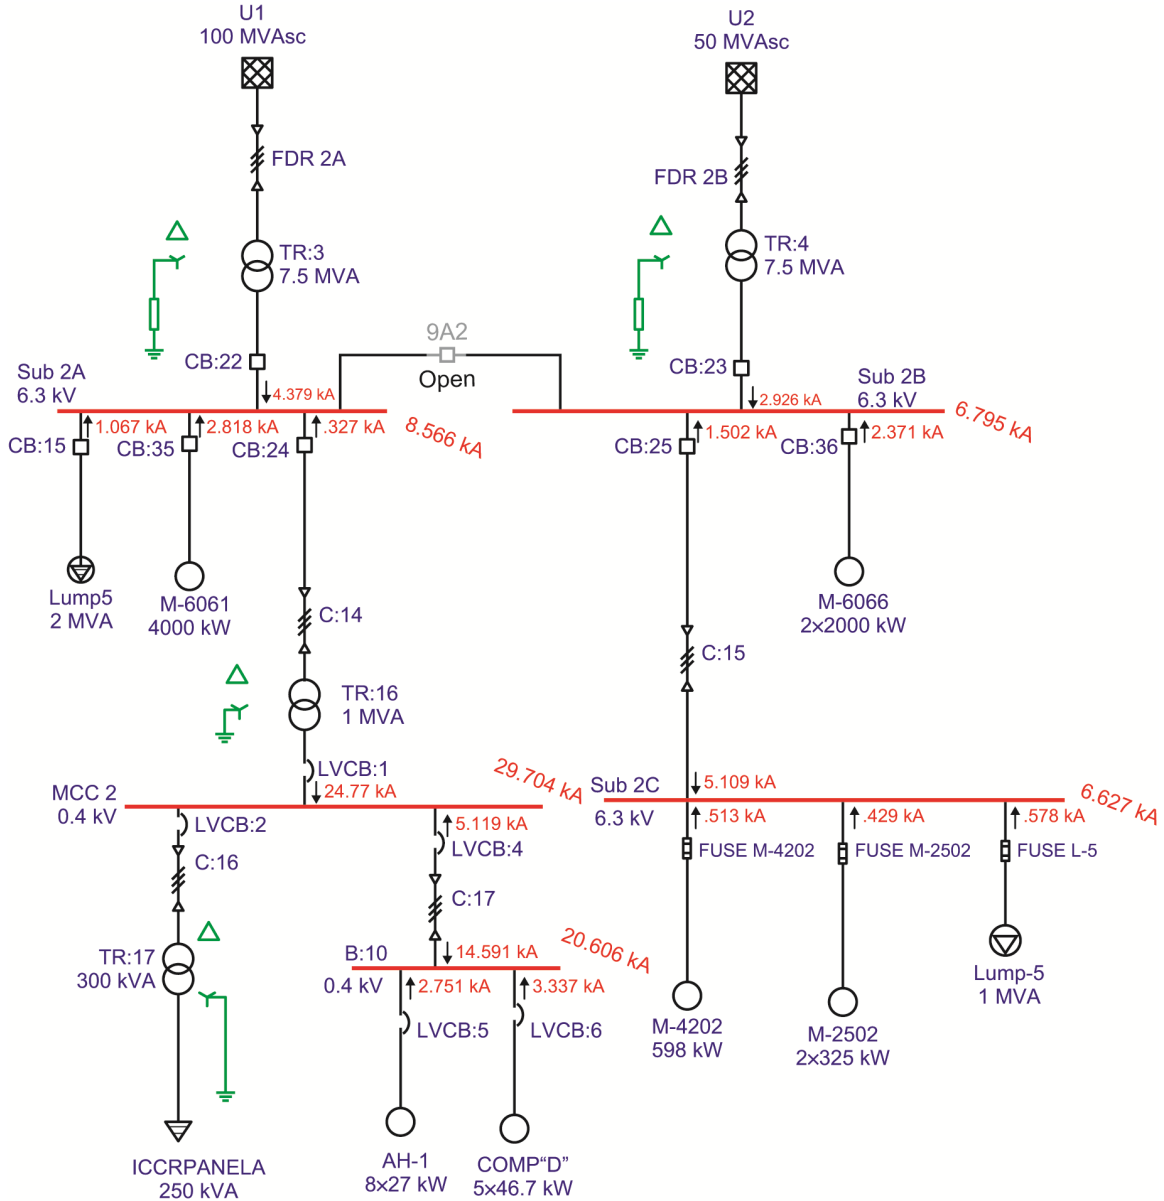 U1
100 MVAsc
U2
50 MVAsc
FDR 2A
FDR 2B
TR:3
7.5 MVA
TR:4
7.5 MVA
9A2
Open
CB:22
CB:23
Sub 2A
6.3 kV
4.379 kA
2.926 kA
Sub 2B
6.3 kV
8.566 kA
6.795 kA
1.067 kA
2.818 kA
.327 kA
1.502 kA
2.371 kA
CB:15
CB:35
CB:24
CB:25
CB:36
Lump5
2 MVA
M-6061
4000 kW
C:14
M-6066
2×2000 kW
C:15
TR:16
1 MVA
LVCB:1
24.77 kA
29.704 kA
MCC 2
0.4 kV
Sub 2C
6.3 kV
5.109 kA
6.627 kA
LVCB:2
5.119 kA
LVCB:4
.513 kA
.429 kA
.578 kA
FUSE M-4202
FUSE M-2502
FUSE L-5
C:16
C:17
TR:17
300 kVA
B:10
0.4 kV
14.591 kA
20.606 kA
2.751 kA
3.337 kA
LVCB:5
LVCB:6
Lump-5
1 MVA
M-4202
598 kW
M-2502
2×325 kW
ICCRPANELA
250 kVA
AH-1
8×27 kW
COMP“D”
5×46.7 kW